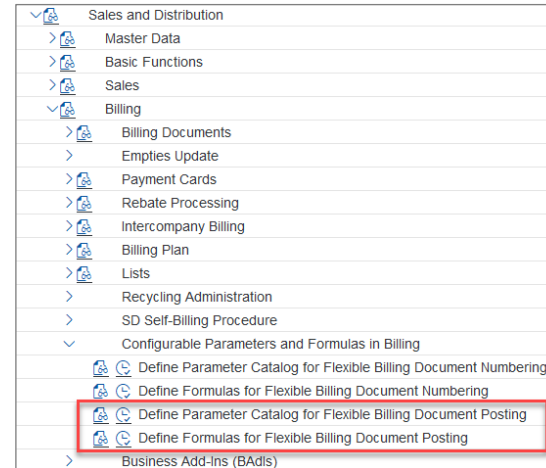 Sales and Distribution
Master Data
Basic Functions
Sales
Billing
Billing Documents
Empties Update
Payment Cards
Rebate Processing
Intercompany Billing
Billing Plan
Lists
Recycling Administration
SD Self-Billing Procedure
Configurable Parameters and Formulas in Billing
Define Parameter Catalog for Flexible Billing Document Numbering
Define Formulas for Flexible Billing Document Numbering
Define Parameter Catalog for Flexible Billing Document Posting
Define Formulas for Flexible Billing Document Posting
Business Add-Ins (BAdIs)